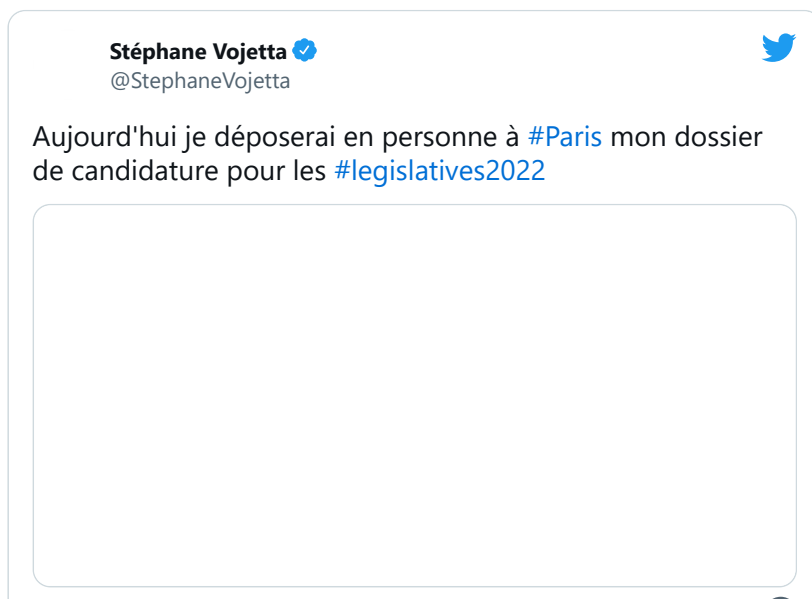 Stéphane Vojetta
@StephaneVojetta
Aujourd'hui je déposerai en personne à #Paris mon dossier
de candidature pour les #legislatives2022